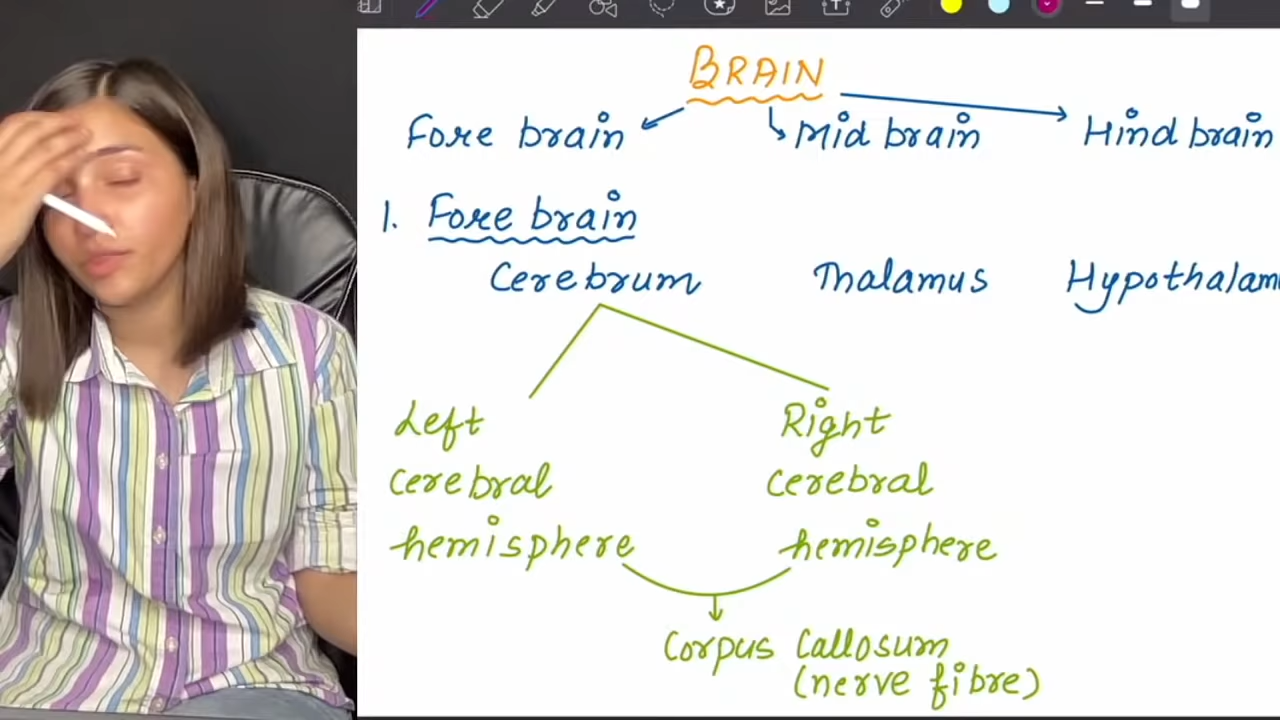 BRAIN
Fore brain Mid brain Hind brain
1. Fore brain
Cerebrum Thalamus Hypothalam
Left Right
cerebral cerebral
hemisphere hemisphere
Corpus Callosum
(nerve fibre)